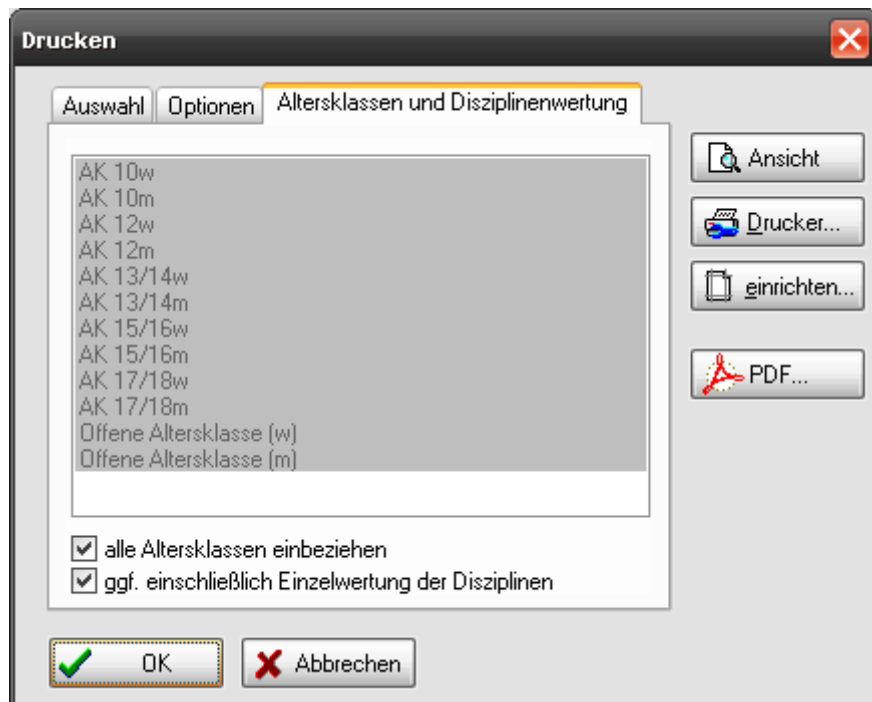 Drucken
Auswahl
Optionen
Altersklassen und Disziplinenwertung
AK 10w
AK 10m
AK 12w
AK 12m
AK 13/14w
AK 13/14m
AK 15/16w
AK 15/16m
AK 17/18w
AK 17/18m
Offene Altersklasse (w)
Offene Altersklasse (m)
alle Altersklassen einbeziehen
ggf. einschließlich Einzelwertung der Disziplinen
Ansicht
Drucker...
einrichten...
PDF...
OK
Abbrechen